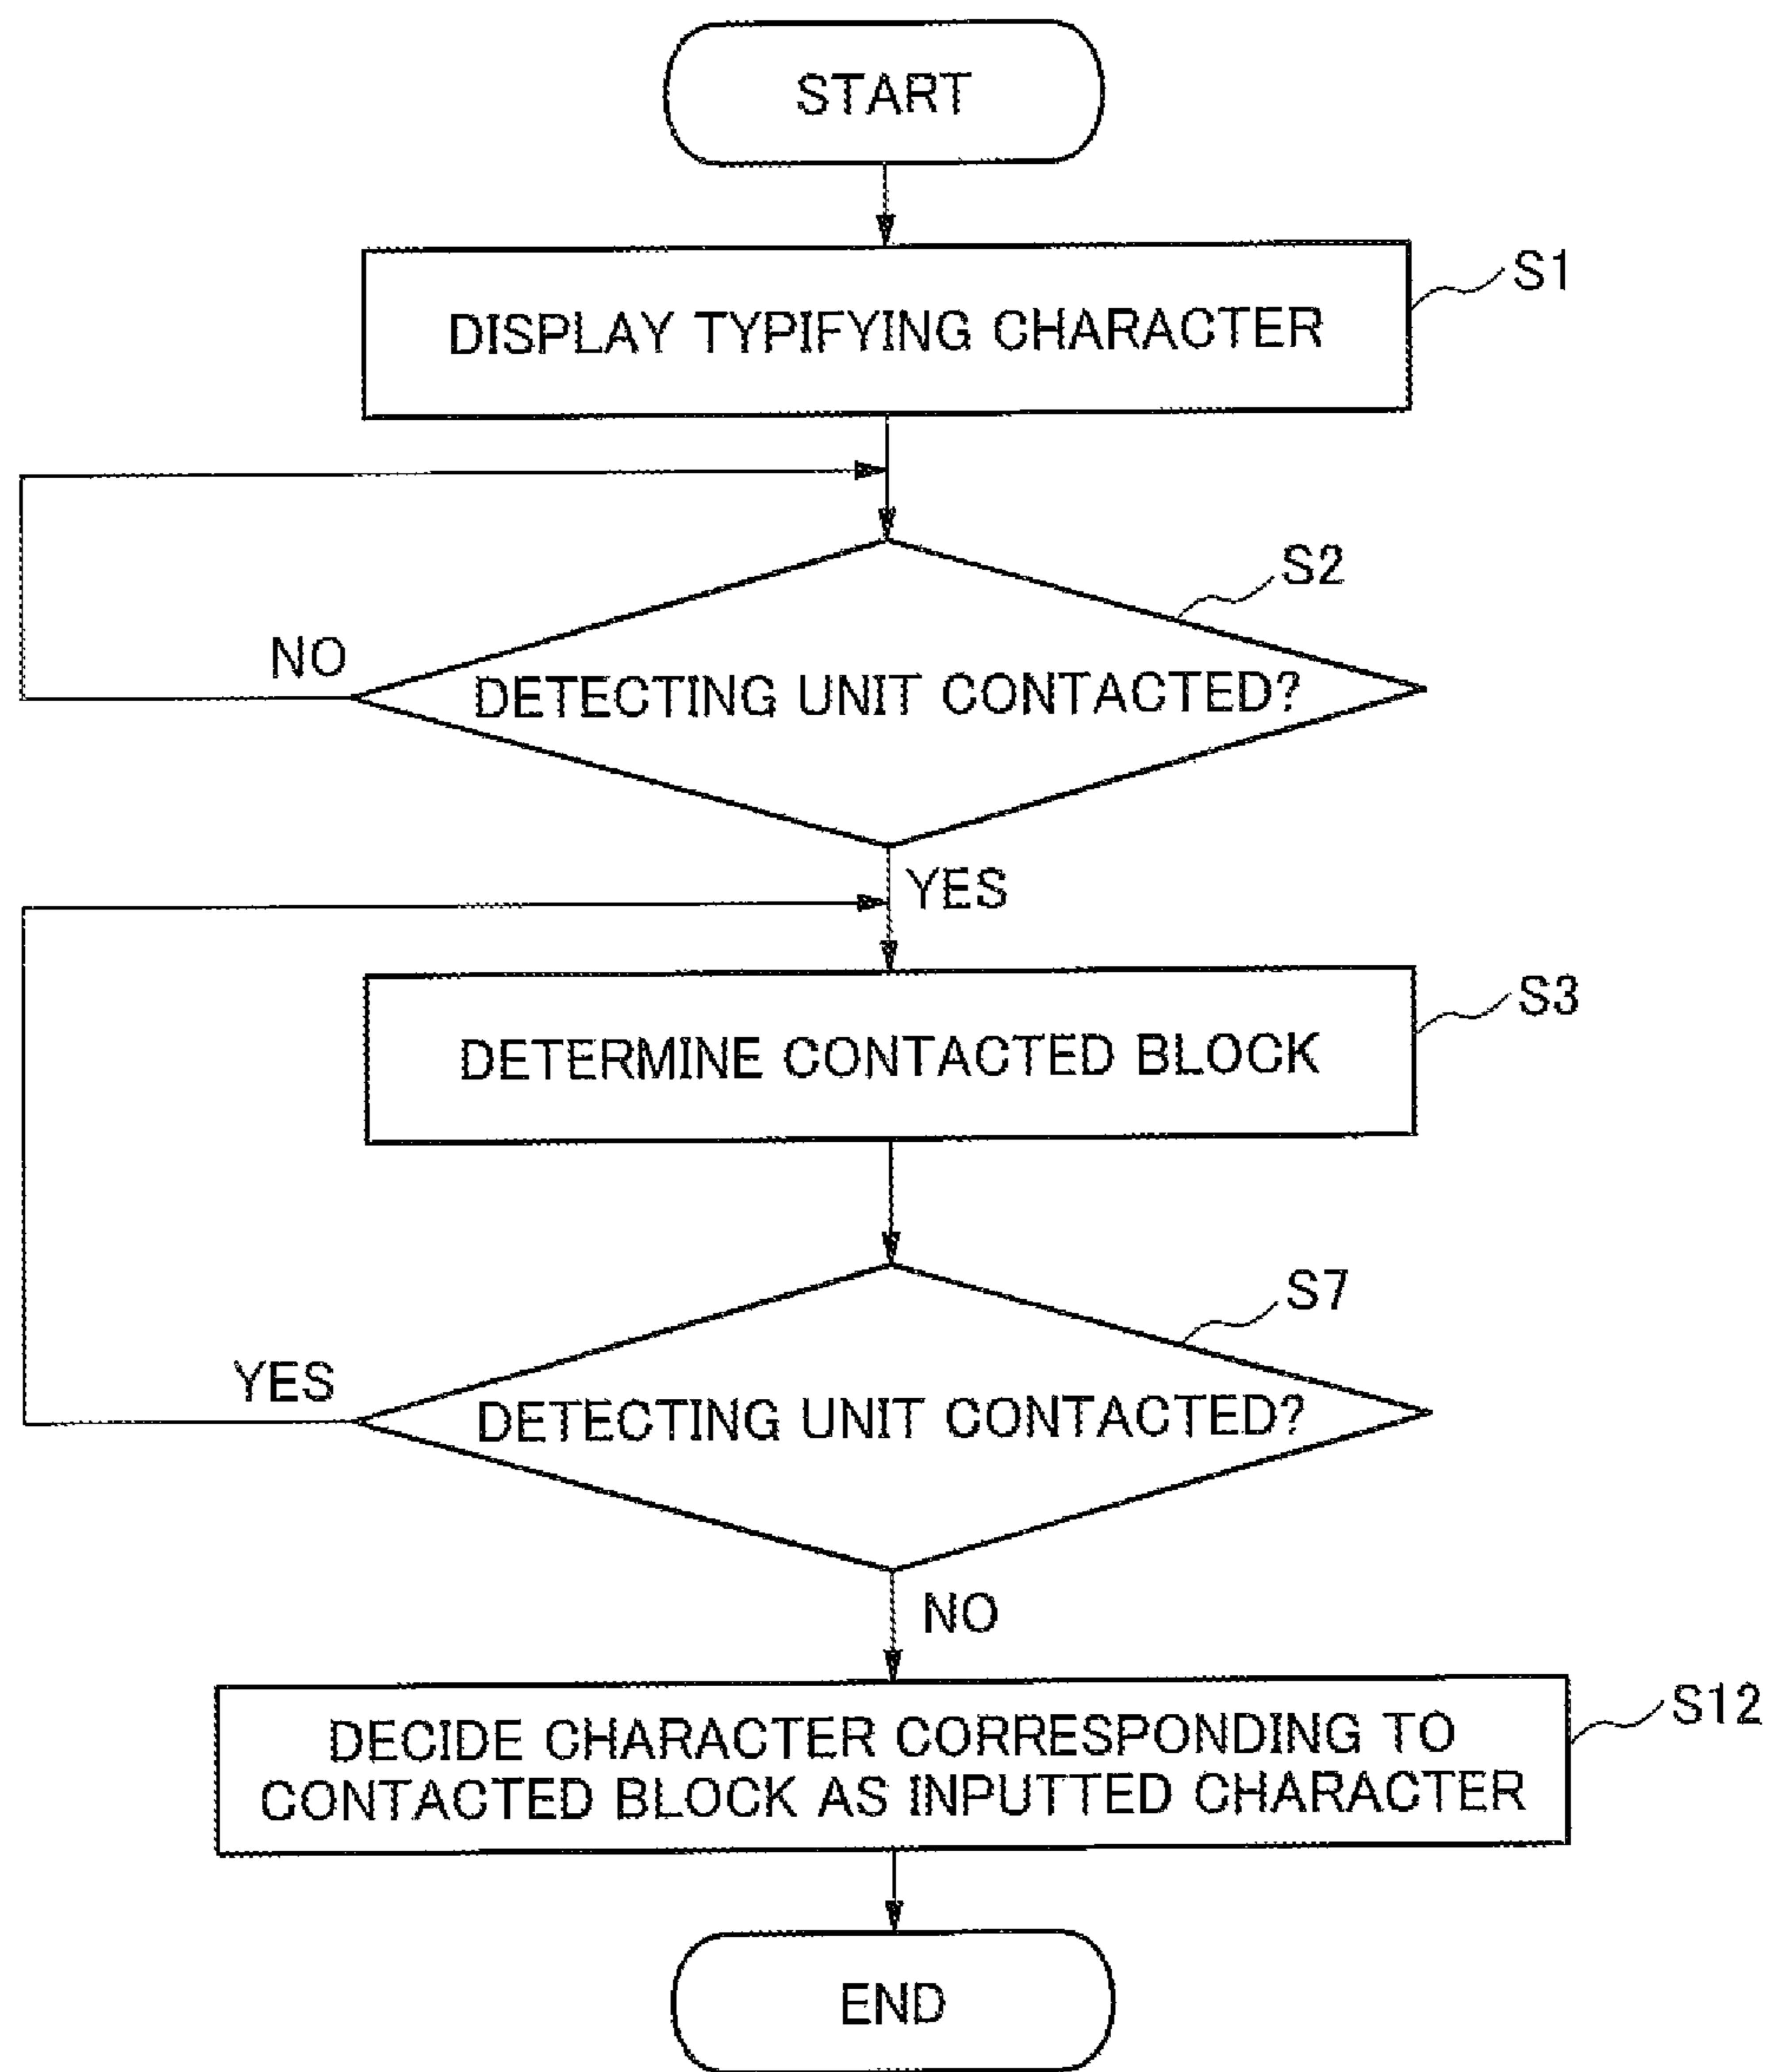 START
DISPLAY TYPIFYING CHARACTER
S1
S2
NO
DETECTING UNIT CONTACTED?
YES
S3
DETERMINE CONTACTED BLOCK
S7
YES
DETECTING UNIT CONTACTED?
NO
S12
DECIDE CHARACTER CORRESPONDING TO
CONTACTED BLOCK AS INPUTTED CHARACTER
END